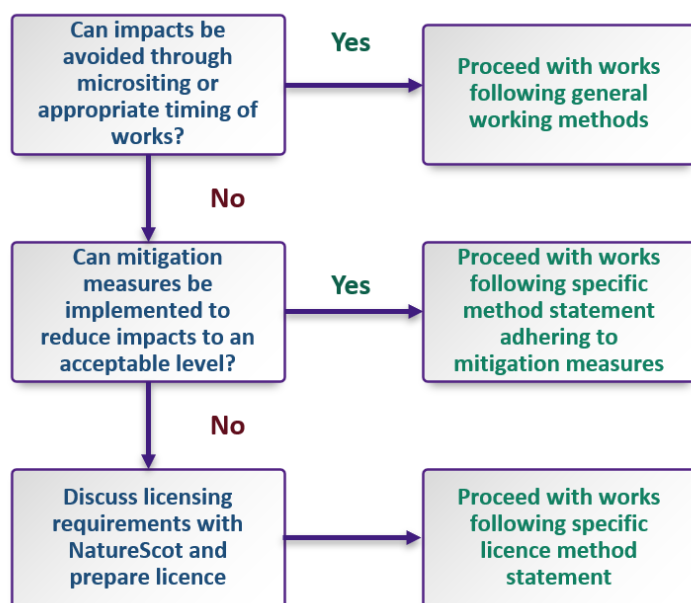 Can impacts be
avoided through
micrositing or
appropriate timing of
works?
Yes
Proceed with works
following general
working methods
No
Can mitigation
measures be
implemented to
reduce impacts to an
acceptable level?
Yes
Proceed with works
following specific
method statement
adhering to
mitigation measures
No
Discuss licensing
requirements with
NatureScot and
prepare licence
Proceed with works
following specific
licence method
statement